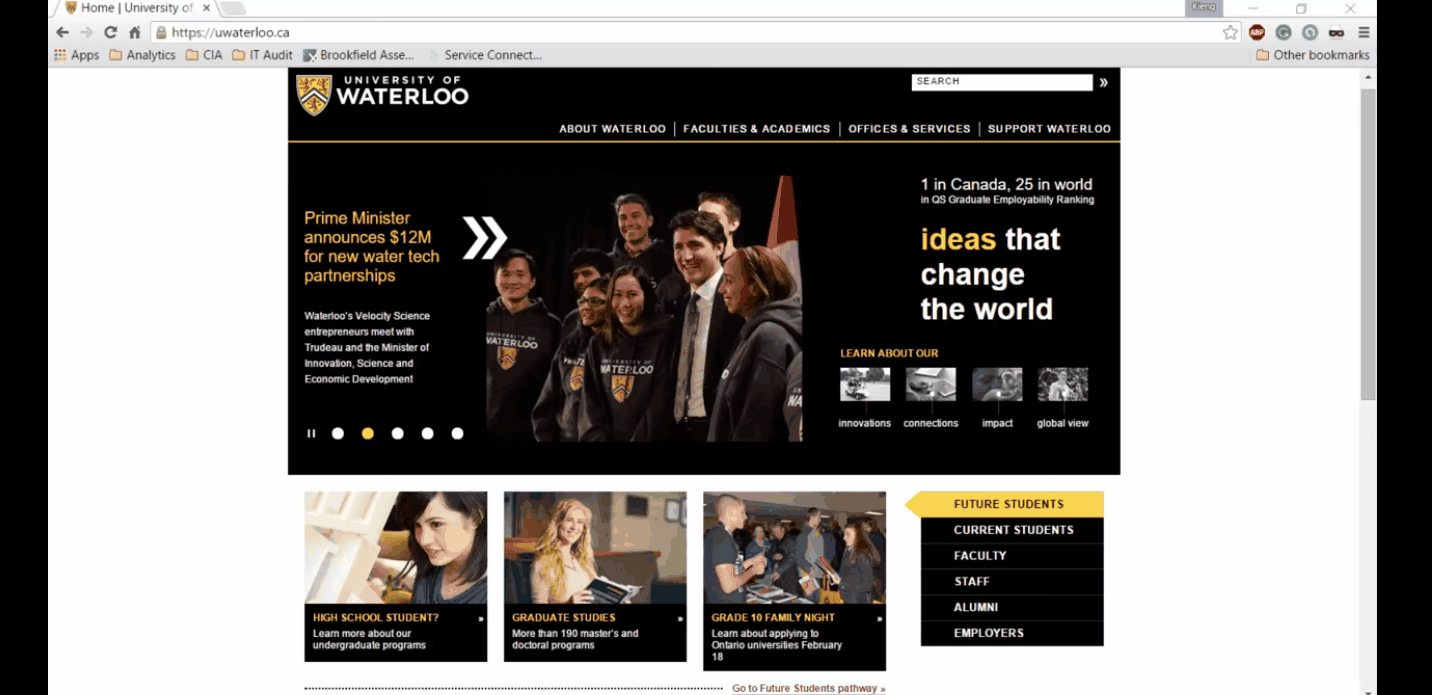 Home | University of
Kieng
https://uwaterloo.ca
ABP
Apps
Analytics
CIA
IT Audit
Brookfield Asse...
Service Connect...
Other bookmarks
UNIVERSITY OF
WATERLOO
SEARCH
ABOUT WATERLOO
FACULTIES & ACADEMICS
OFFICES & SERVICES
SUPPORT WATERLOO
Prime Minister
announces $12M
for new water tech
partnerships
Waterloo's Velocity Science
entrepreneurs meet with
Trudeau and the Minister of
Innovation, Science and
Economic Development
UNIVERSITY OF
WATERLOO
1 in Canada, 25 in world
in QS Graduate Employability Ranking
ideas that
change
the world
LEARN ABOUT OUR
innovations
connections
impact
global view
HIGH SCHOOL STUDENT? »
Learn more about our
undergraduate programs
GRADUATE STUDIES »
More than 190 master's and
doctoral programs
GRADE 10 FAMILY NIGHT »
Learn about applying to
Ontario universities February
18
FUTURE STUDENTS
CURRENT STUDENTS
FACULTY
STAFF
ALUMNI
EMPLOYERS
Go to Future Students pathway »